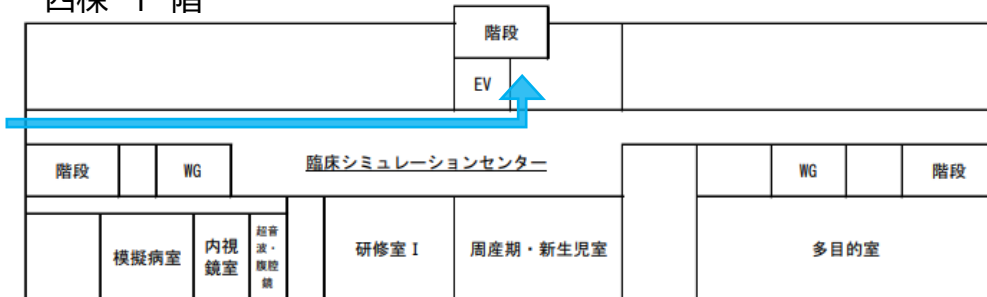 西棟 1 階
階段
EV
階段
WG
臨床シミュレーションセンター
WG
階段
模擬病室
内視
鏡室
超音
波・
腹腔
鏡
研修室Ⅰ
周産期・新生児室
多目的室